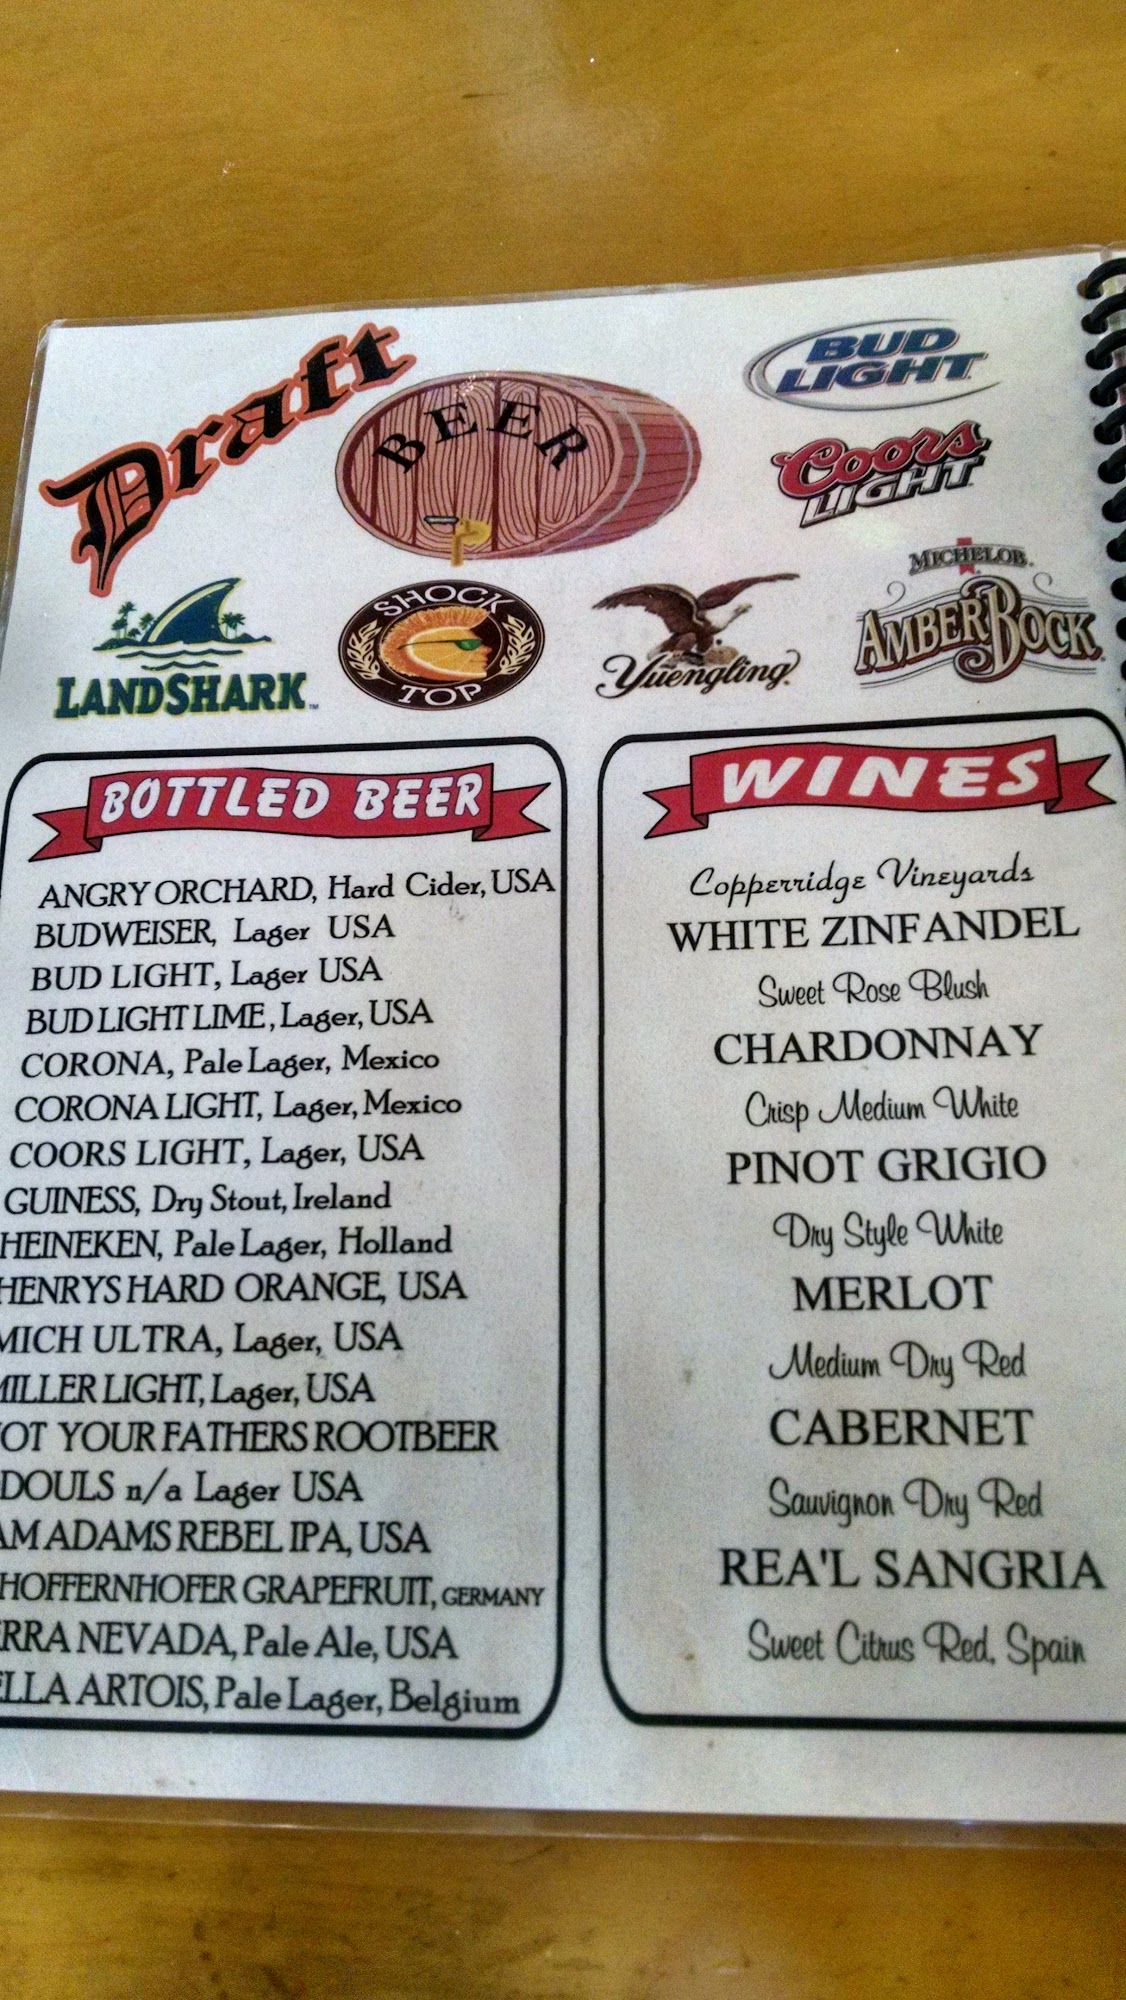 Draft
BEER
BUD
LIGHT
Coors
LIGHT
LANDSHARK™
SHOCK
TOP
Yuengling
MICHELOB
AMBERBOCK
BOTTLED BEER
ANGRY ORCHARD, Hard Cider, USA
BUDWEISER, Lager USA
BUD LIGHT, Lager USA
BUD LIGHT LIME, Lager, USA
CORONA, Pale Lager, Mexico
CORONA LIGHT, Lager, Mexico
COORS LIGHT, Lager, USA
GUINESS, Dry Stout, Ireland
HEINEKEN, Pale Lager, Holland
HENRYS HARD ORANGE, USA
MICH ULTRA, Lager, USA
MILLER LIGHT, Lager, USA
OT YOUR FATHERS ROOTBEER
DOULS n/a Lager USA
AM ADAMS REBEL IPA, USA
HOFFERNHOFER GRAPEFRUIT, GERMANY
ERRA NEVADA, Pale Ale, USA
ELLA ARTOIS, Pale Lager, Belgium
WINES
Copperridge Vineyards
WHITE ZINFANDEL
Sweet Rose Blush
CHARDONNAY
Crisp Medium White
PINOT GRIGIO
Dry Style White
MERLOT
Medium Dry Red
CABERNET
Sauvignon Dry Red
REA'L SANGRIA
Sweet Citrus Red, Spain